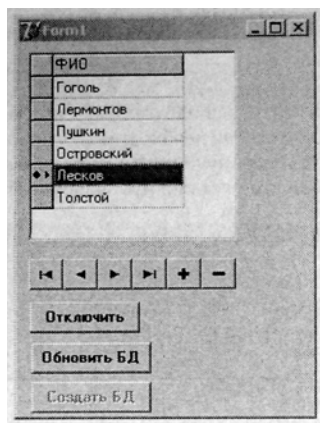 Form1
ФИО
Гоголь
Лермонтов
Пушкин
Островский
Лесков
Толстой
Отключить
Обновить БД
Создать БД